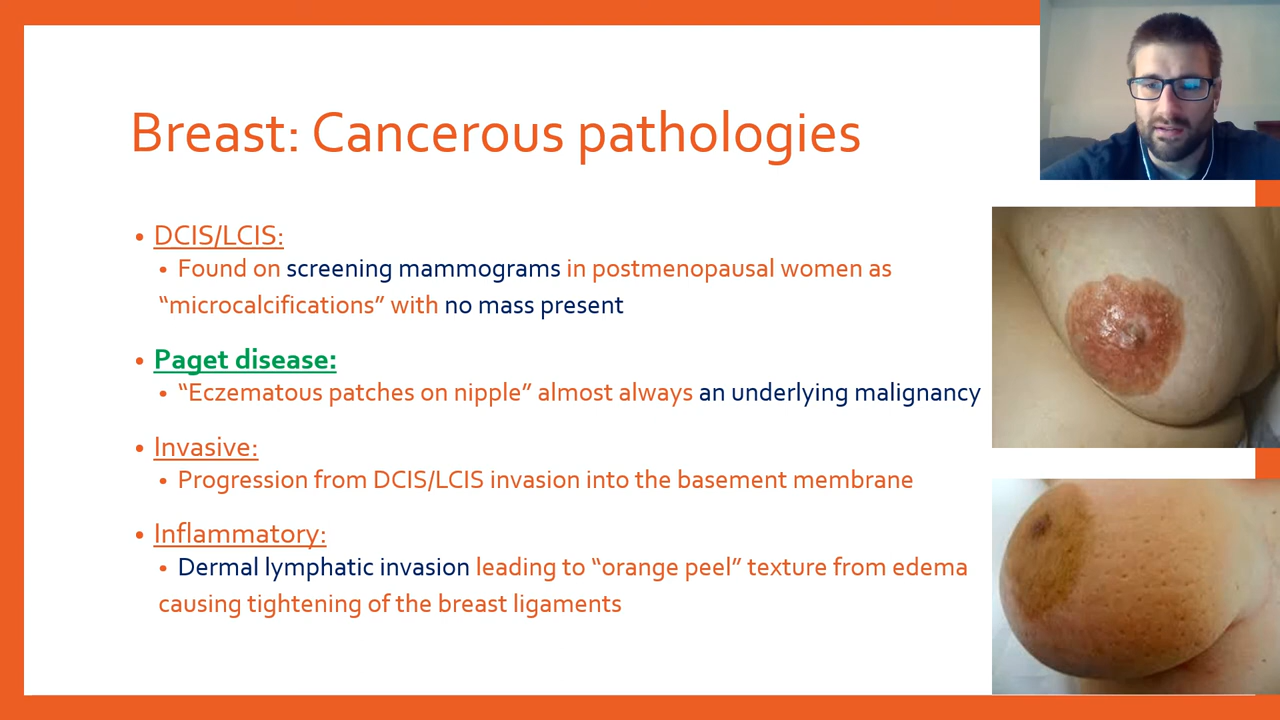 Breast: Cancerous pathologies
• DCIS/LCIS:
• Found on screening mammograms in postmenopausal women as
“microcalcifications” with no mass present
• Paget disease:
• “Eczematous patches on nipple” almost always an underlying malignancy
• Invasive:
• Progression from DCIS/LCIS invasion into the basement membrane
• Inflammatory:
• Dermal lymphatic invasion leading to “orange peel” texture from edema
causing tightening of the breast ligaments